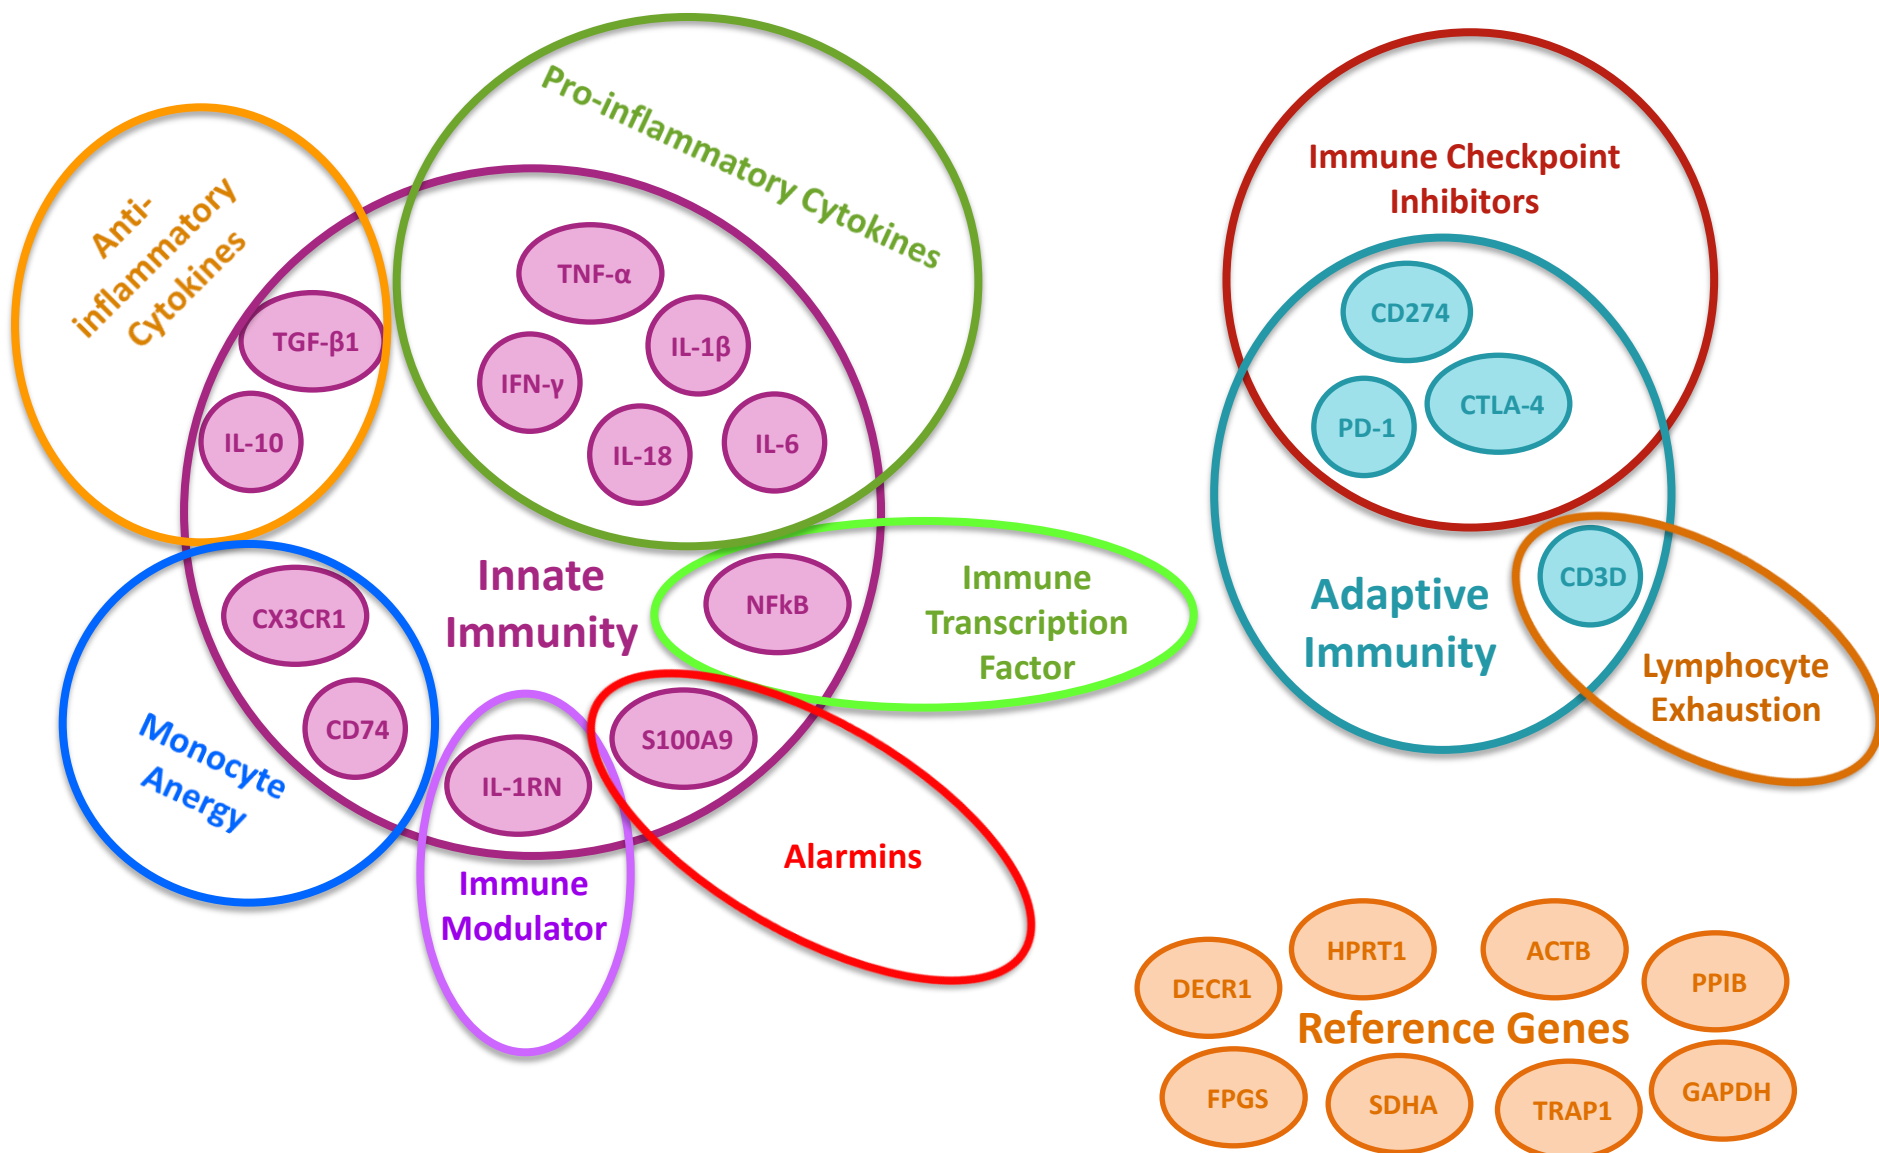 Pro-inflammatory Cytokines
Anti-
inflammatory
Cytokines
TNF-α
IL-1β
IFN-γ
IL-18
IL-6
TGF-β1
IL-10
Innate
Immunity
NFkB
Immune
Transcription
Factor
CX3CR1
CD74
Monocyte
Anergy
IL-1RN
Immune
Modulator
S100A9
Alarmins
Immune Checkpoint
Inhibitors
CD274
CTLA-4
PD-1
Adaptive
Immunity
CD3D
Lymphocyte
Exhaustion
HPRT1
ACTB
DECR1
PPIB
Reference Genes
FPGS
SDHA
TRAP1
GAPDH